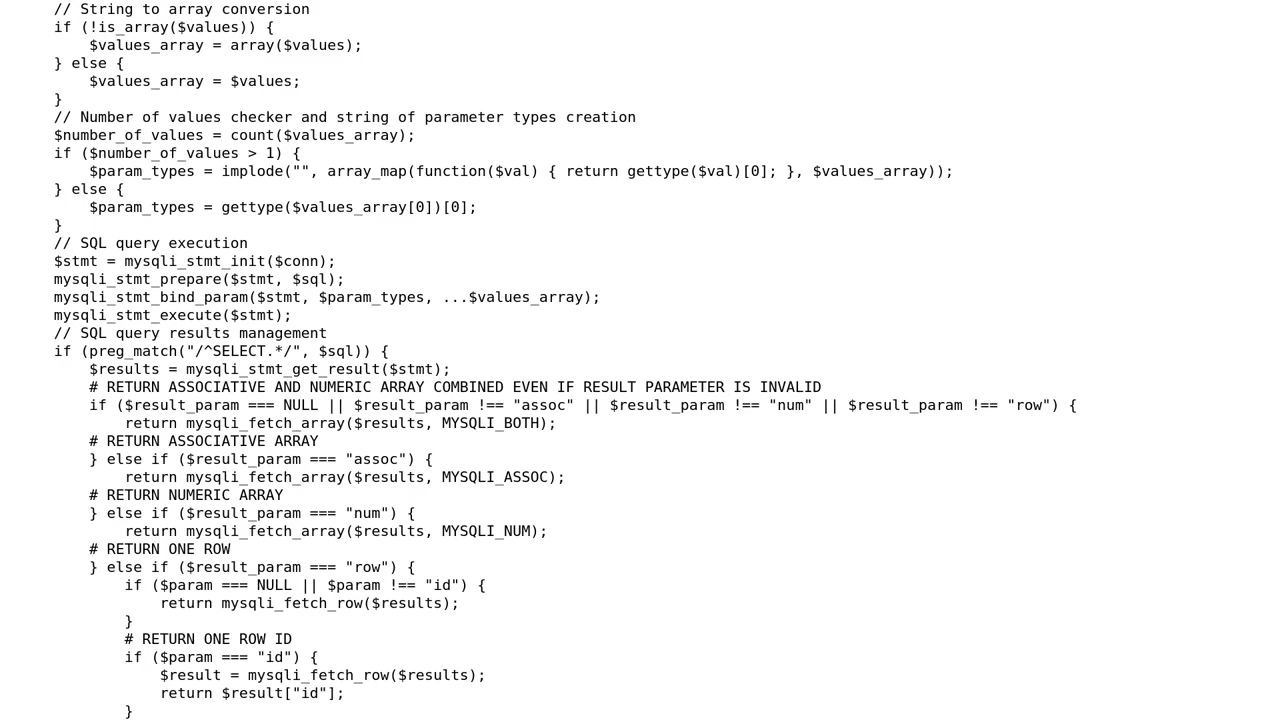 // String to array conversion
if (!is_array($values)) {
$values_array = array($values);
} else {
$values_array = $values;
}
// Number of values checker and string of parameter types creation
$number_of_values = count($values_array);
if ($number_of_values > 1) {
$param_types = implode("", array_map(function($val) { return gettype($val)[0]; }, $values_array));
} else {
$param_types = gettype($values_array[0])[0];
}
// SQL query execution
$stmt = mysqli_stmt_init($conn);
mysqli_stmt_prepare($stmt, $sql);
mysqli_stmt_bind_param($stmt, $param_types, ...$values_array);
mysqli_stmt_execute($stmt);
// SQL query results management
if (preg_match("/^SELECT.*/", $sql)) {
$results = mysqli_stmt_get_result($stmt);
# RETURN ASSOCIATIVE AND NUMERIC ARRAY COMBINED EVEN IF RESULT PARAMETER IS INVALID
if ($result_param === NULL || $result_param !== "assoc" || $result_param !== "num" || $result_param !== "row") {
return mysqli_fetch_array($results, MYSQLI_BOTH);
# RETURN ASSOCIATIVE ARRAY
} else if ($result_param === "assoc") {
return mysqli_fetch_array($results, MYSQLI_ASSOC);
# RETURN NUMERIC ARRAY
} else if ($result_param === "num") {
return mysqli_fetch_array($results, MYSQLI_NUM);
# RETURN ONE ROW
} else if ($result_param === "row") {
if ($param === NULL || $param !== "id") {
return mysqli_fetch_row($results);
}
# RETURN ONE ROW ID
if ($param === "id") {
$result = mysqli_fetch_row($results);
return $result["id"];
}